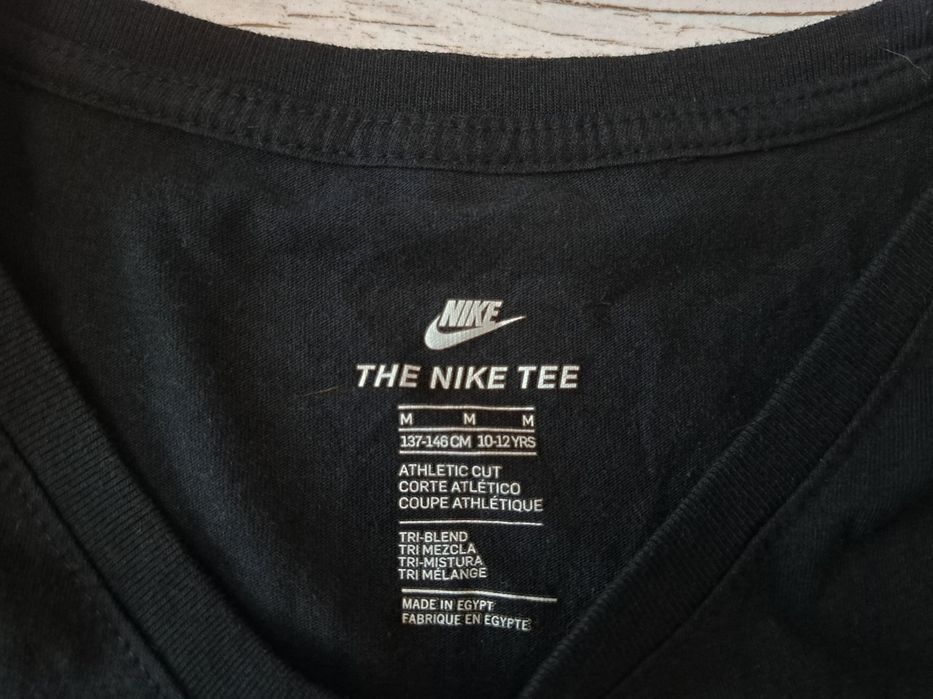 NIKE
THE NIKE TEE
M M M
137-146 CM 10-12 YRS
ATHLETIC CUT
CORTE ATLÉTICO
COUPE ATHLÉTIQUE
TRI-BLEND
TRI MEZCLA
TRI-MISTURA
TRI MÉLANGE
MADE IN EGYPT
FABRIQUE EN EGYPTE